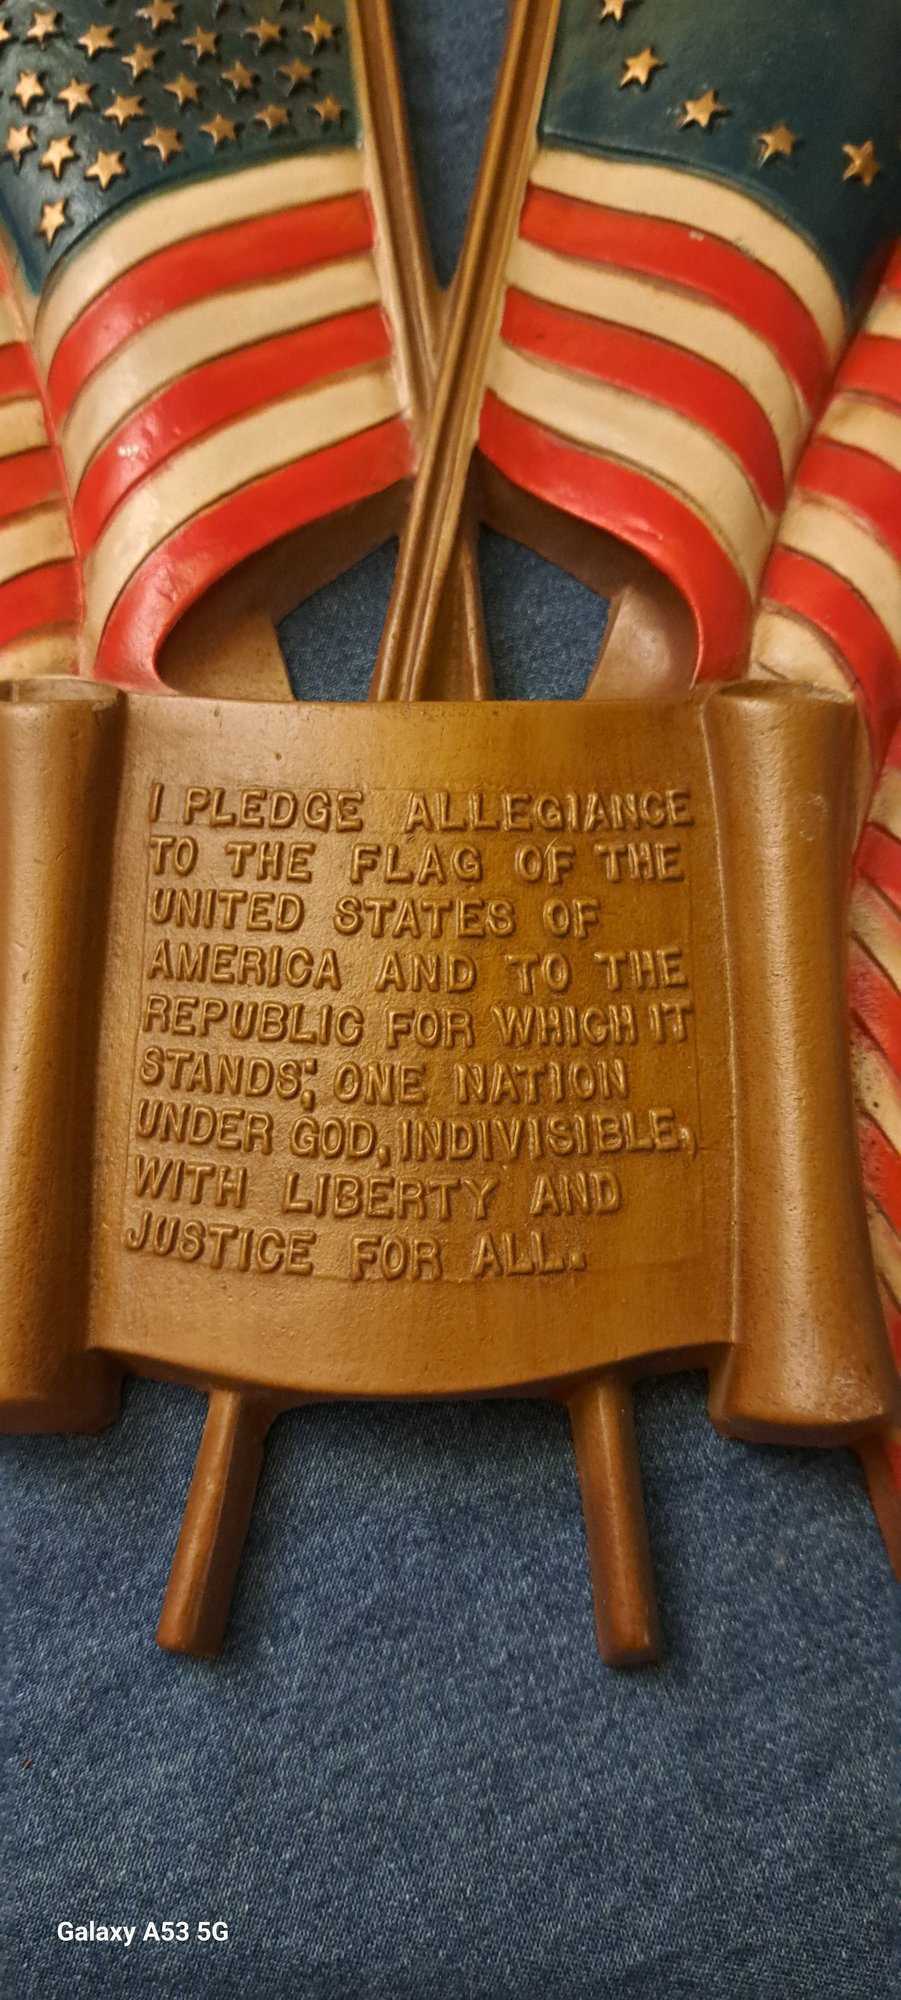 I PLEDGE ALLEGIANCE
TO THE FLAG OF THE
UNITED STATES OF
AMERICA AND TO THE
REPUBLIC FOR WHICH IT
STANDS; ONE NATION
UNDER GOD, INDIVISIBLE,
WITH LIBERTY AND
JUSTICE FOR ALL.
Galaxy A53 5G